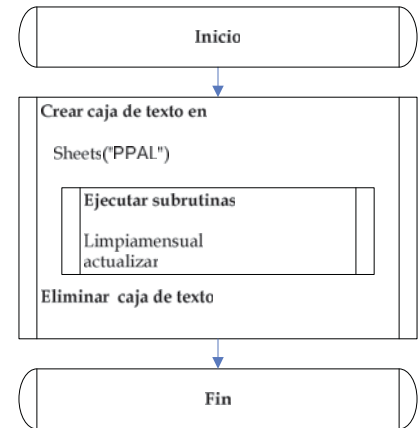 Inicio
Crear caja de texto en
Sheets("PPAL")
Ejecutar subrutinas
Limpiamensual
actualizar
Eliminar caja de texto
Fin